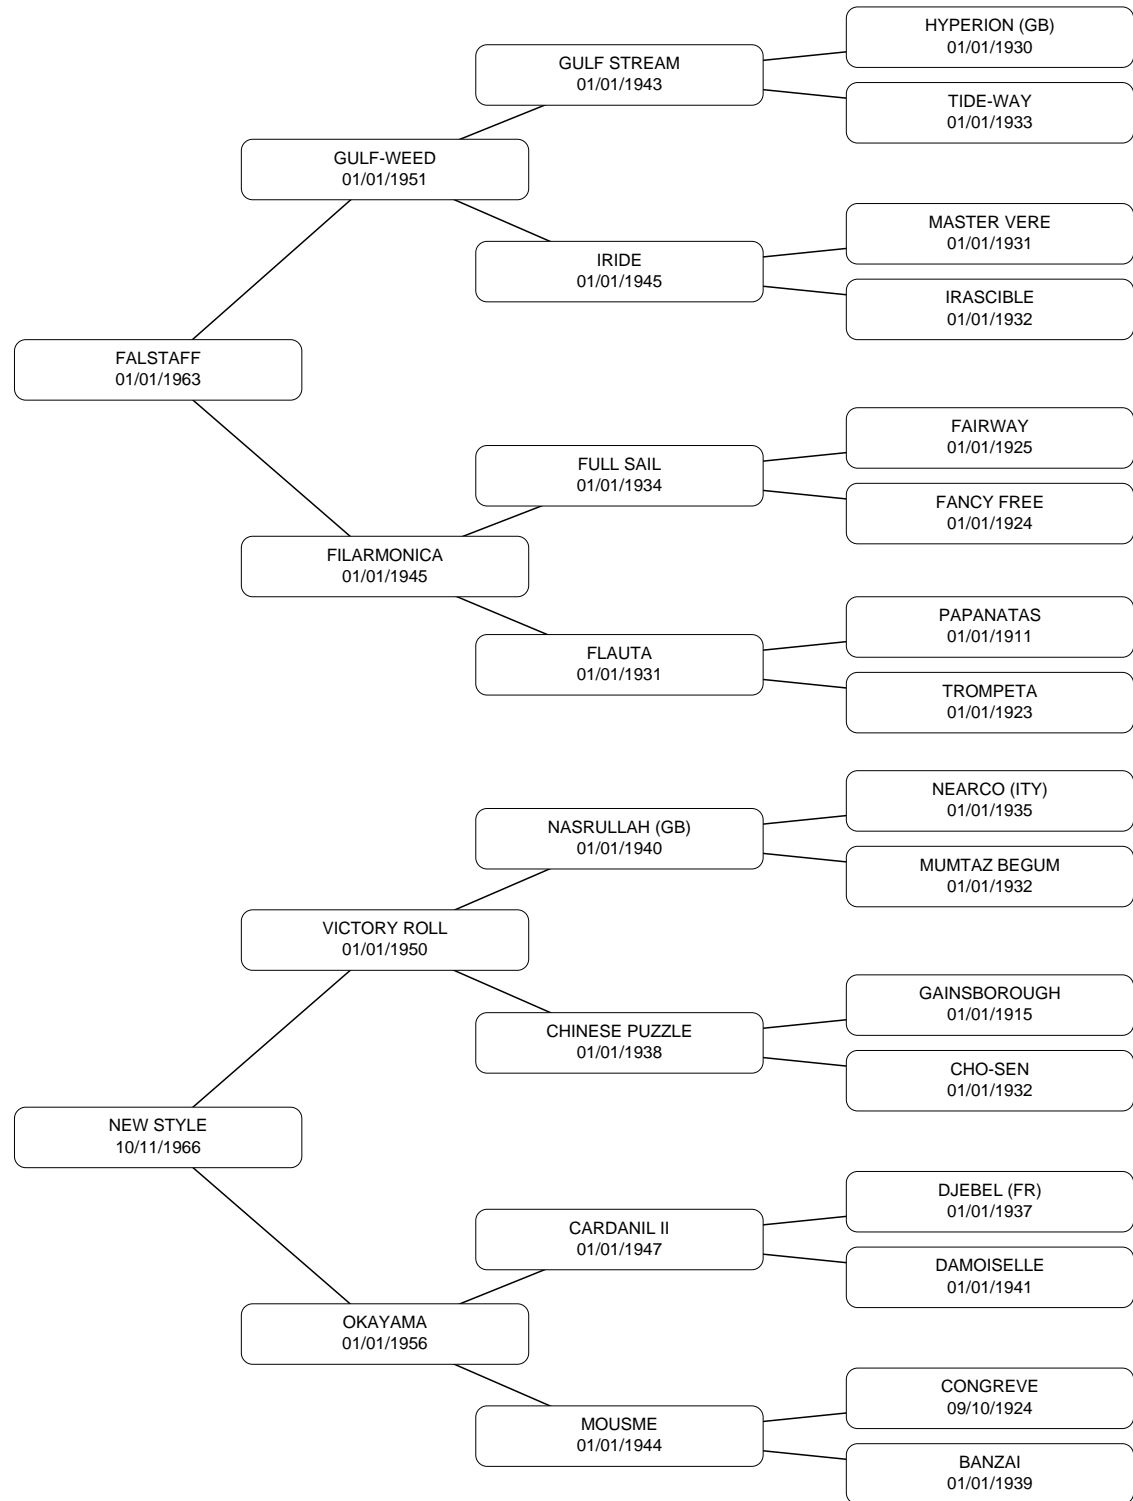 HYPERION (GB)
01/01/1930
GULF STREAM
01/01/1943
TIDE-WAY
01/01/1933
GULF-WEED
01/01/1951
MASTER VERE
01/01/1931
IRIDE
01/01/1945
IRASCIBLE
01/01/1932
FALSTAFF
01/01/1963
FAIRWAY
01/01/1925
FULL SAIL
01/01/1934
FANCY FREE
01/01/1924
FILARMONICA
01/01/1945
PAPANATAS
01/01/1911
FLAUTA
01/01/1931
TROMPETA
01/01/1923
NEARCO (ITY)
01/01/1935
NASRULLAH (GB)
01/01/1940
MUMTAZ BEGUM
01/01/1932
VICTORY ROLL
01/01/1950
GAINSBOROUGH
01/01/1915
CHINESE PUZZLE
01/01/1938
CHO-SEN
01/01/1932
NEW STYLE
10/11/1966
DJEBEL (FR)
01/01/1937
CARDANIL II
01/01/1947
DAMOISELLE
01/01/1941
OKAYAMA
01/01/1956
CONGREVE
09/10/1924
MOUSME
01/01/1944
BANZAI
01/01/1939